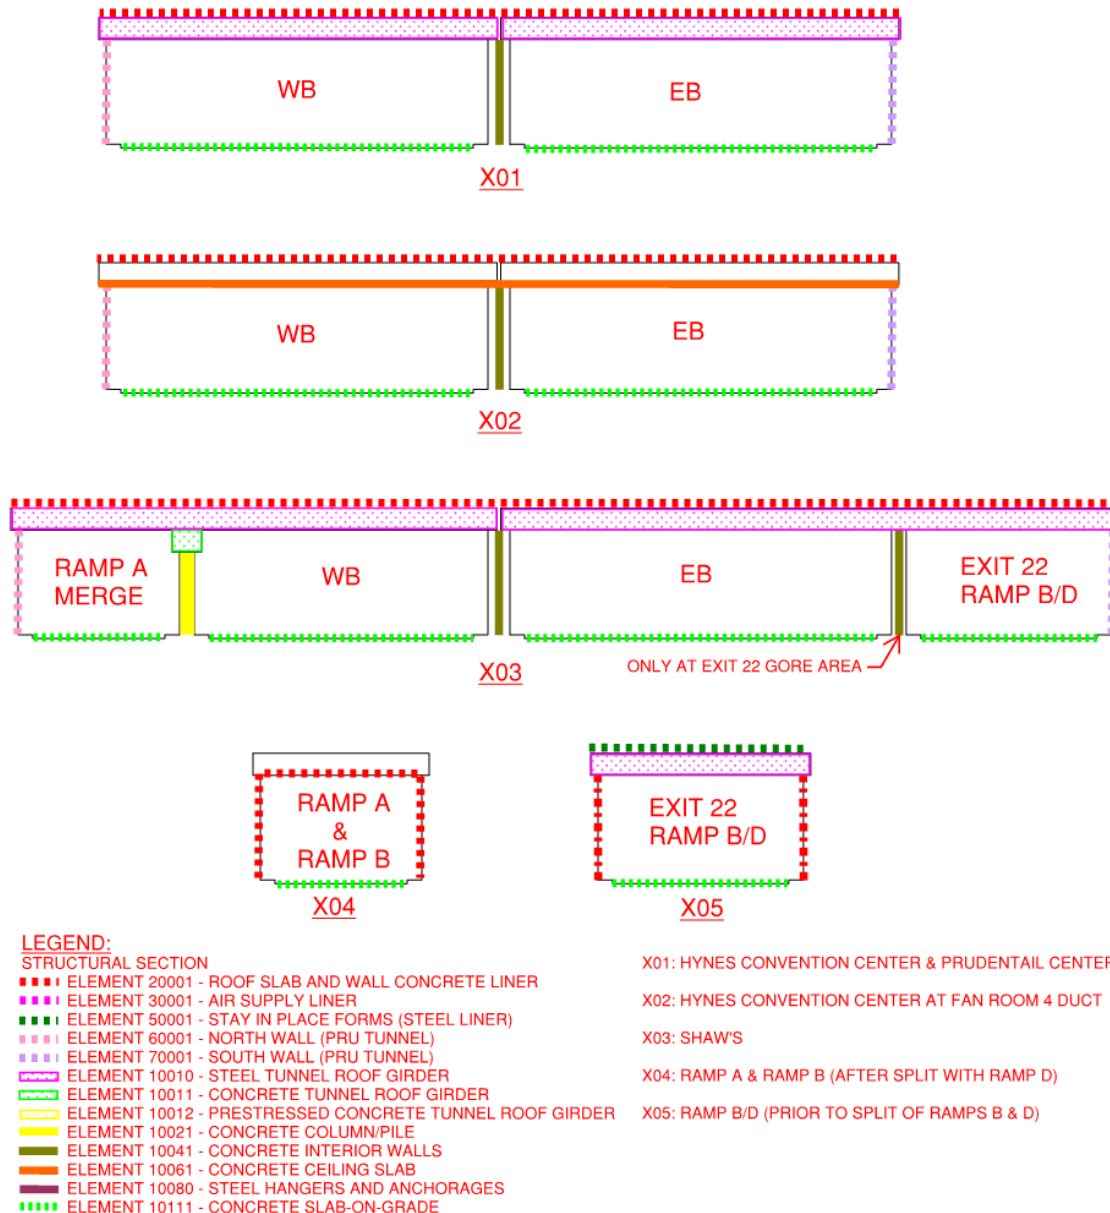 WB
EB
X01
WB
EB
X02
RAMP A
MERGE
WB
EB
EXIT 22
RAMP B/D
ONLY AT EXIT 22 GORE AREA
X03
RAMP A
&
RAMP B
X04
EXIT 22
RAMP B/D
X05
LEGEND:
STRUCTURAL SECTION
ELEMENT 20001 - ROOF SLAB AND WALL CONCRETE LINER
ELEMENT 30001 - AIR SUPPLY LINER
ELEMENT 50001 - STAY IN PLACE FORMS (STEEL LINER)
ELEMENT 60001 - NORTH WALL (PRU TUNNEL)
ELEMENT 70001 - SOUTH WALL (PRU TUNNEL)
ELEMENT 10010 - STEEL TUNNEL ROOF GIRDER
ELEMENT 10011 - CONCRETE TUNNEL ROOF GIRDER
ELEMENT 10012 - PRESTRESSED CONCRETE TUNNEL ROOF GIRDER
ELEMENT 10021 - CONCRETE COLUMN/PILE
ELEMENT 10041 - CONCRETE INTERIOR WALLS
ELEMENT 10061 - CONCRETE CEILING SLAB
ELEMENT 10080 - STEEL HANGERS AND ANCHORAGES
ELEMENT 10111 - CONCRETE SLAB-ON-GRADE
X01: HYNES CONVENTION CENTER & PRUDENTAIL CENTER
X02: HYNES CONVENTION CENTER AT FAN ROOM 4 DUCT
X03: SHAW'S
X04: RAMP A & RAMP B (AFTER SPLIT WITH RAMP D)
X05: RAMP B/D (PRIOR TO SPLIT OF RAMPS B & D)